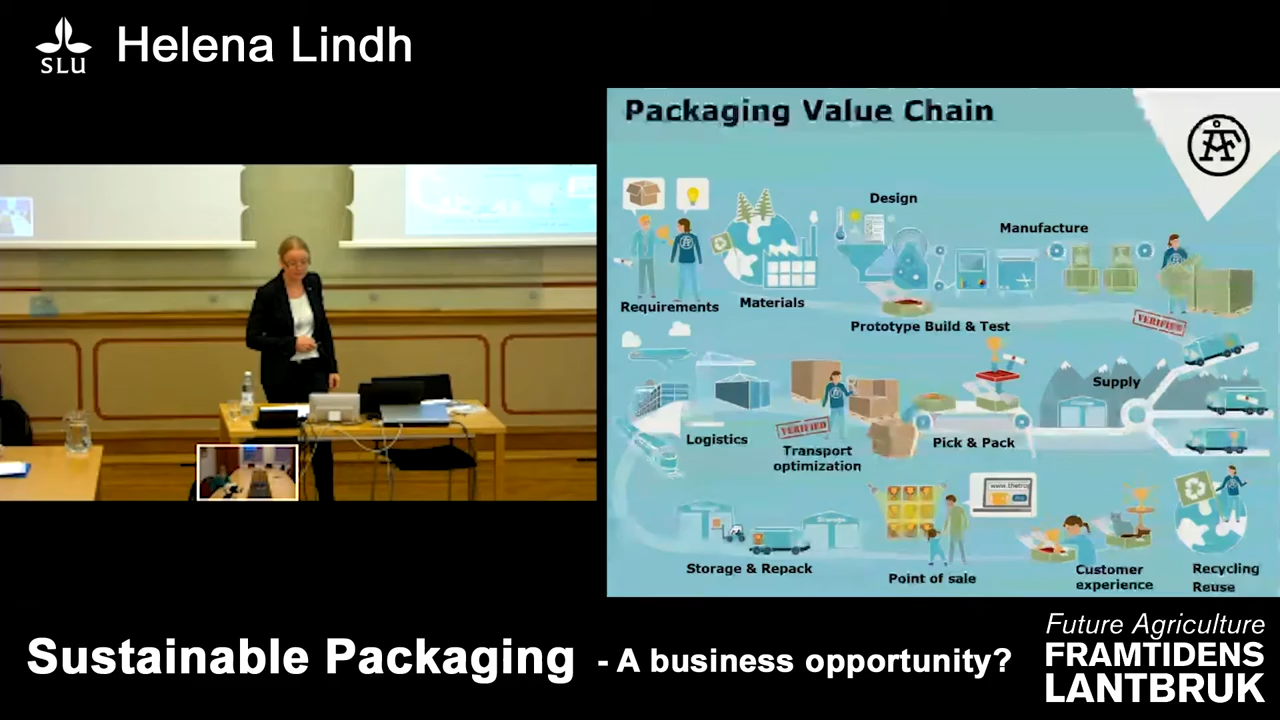 SLU
Helena Lindh
Packaging Value Chain
ÅF
Design
Manufacture
Requirements
Materials
Prototype Build & Test
VERIFIED
Supply
Logistics
VERIFIED
Transport
optimization
Pick & Pack
Storage & Repack
Point of sale
Customer
experience
Recycling
Reuse
Sustainable Packaging - A business opportunity?
Future Agriculture
FRAMTIDENS
LANTBRUK